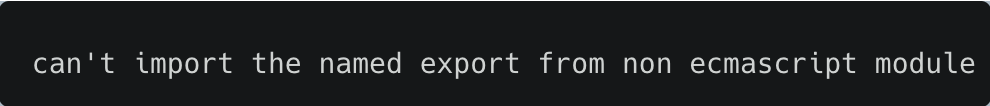 can't import the named export from non ecmascript module